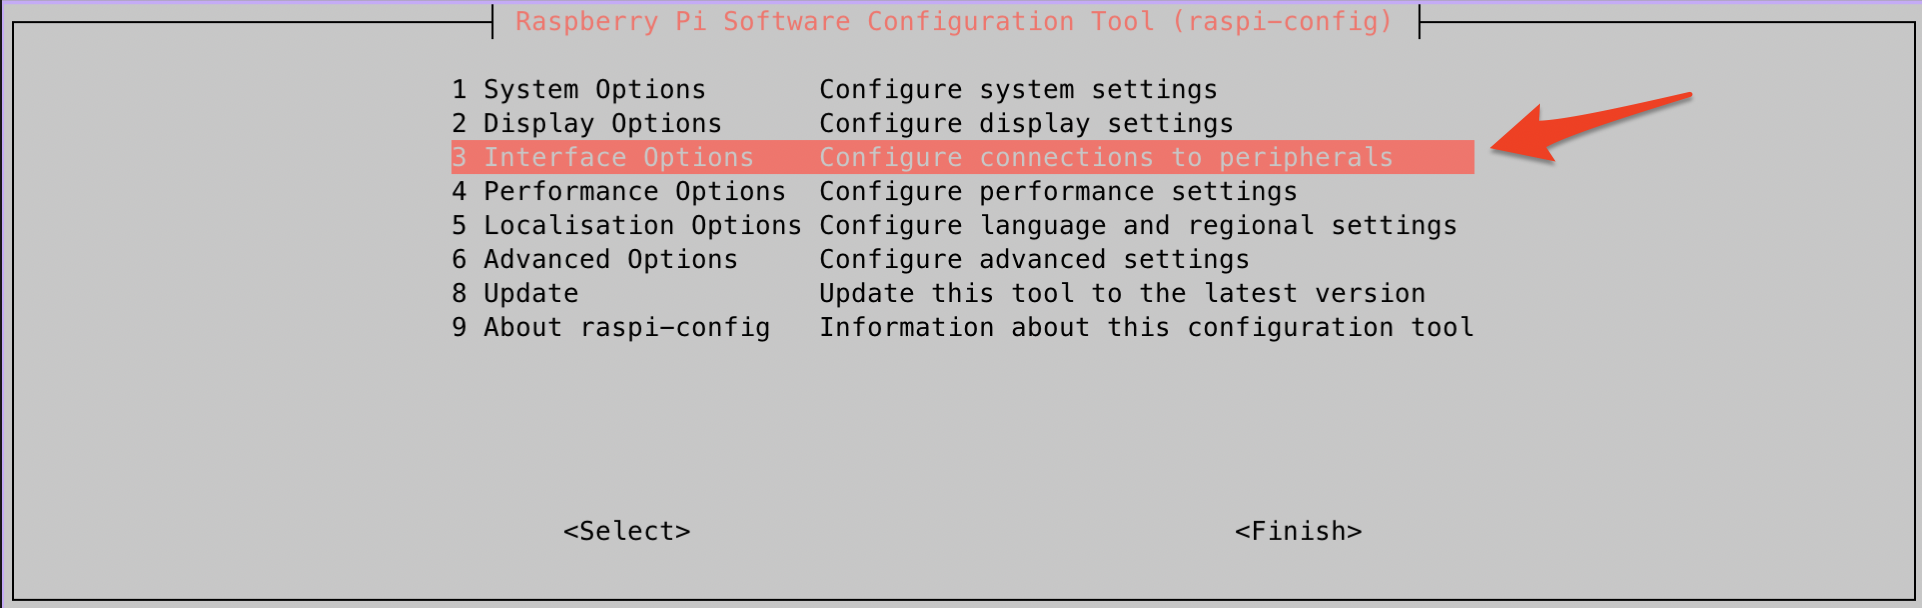 Raspberry Pi Software Configuration Tool (raspi-config)
1 System Options       Configure system settings
2 Display Options      Configure display settings
3 Interface Options    Configure connections to peripherals
4 Performance Options  Configure performance settings
5 Localisation Options Configure language and regional settings
6 Advanced Options     Configure advanced settings
8 Update               Update this tool to the latest version
9 About raspi-config   Information about this configuration tool
<Select>                                  <Finish>